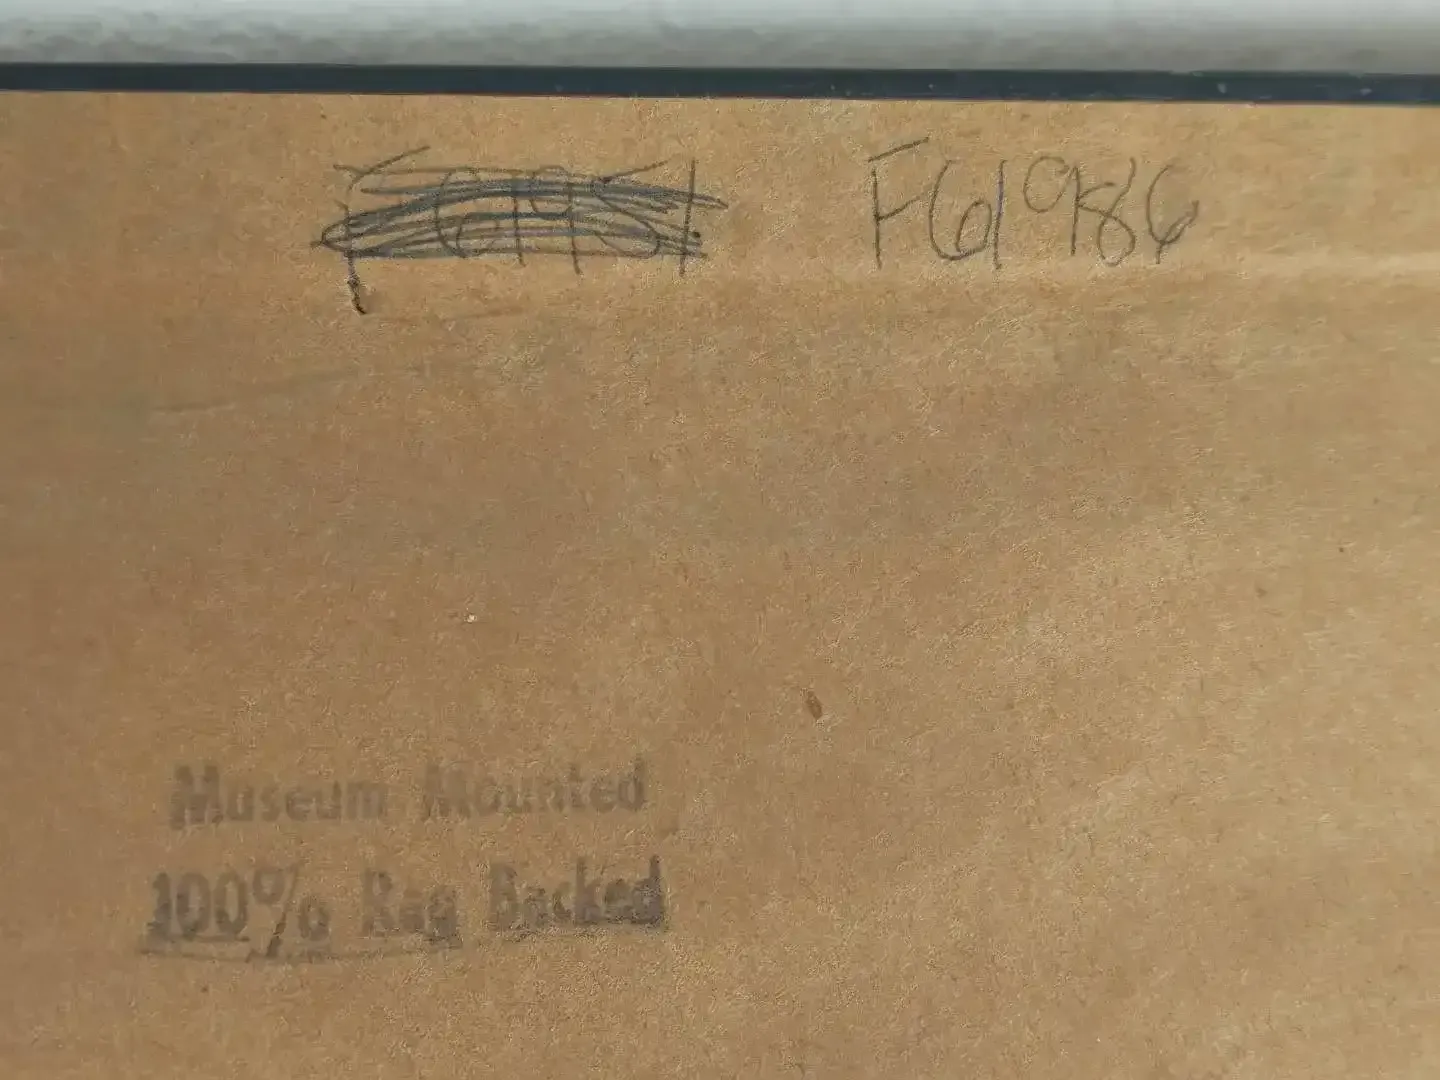 F61986
Museum Mounted
100% Rag Backed